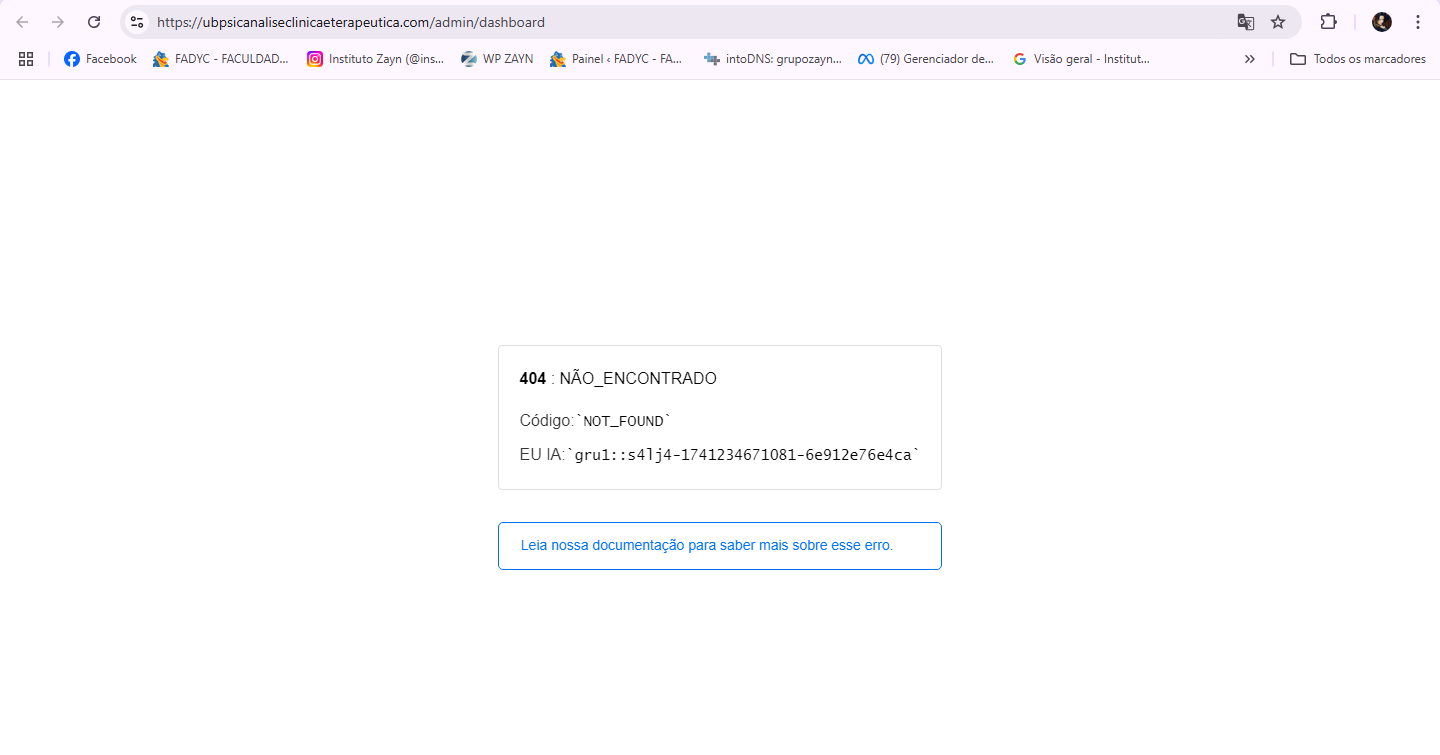 https://ubpsicanaliseclinicaeterapeutica.com/admin/dashboard
Facebook
FADYC - FACULDAD...
Instituto Zayn (@ins...
WP ZAYN
Painel ‹ FADYC - FA...
intoDNS: grupozayn...
(79) Gerenciador de...
Visão geral - Institut...
»
Todos os marcadores
404 : NÃO_ENCONTRADO
Código:`NOT_FOUND`
EU IA:`gru1::s4lj4-1741234671081-6e912e76e4ca`
Leia nossa documentação para saber mais sobre esse erro.